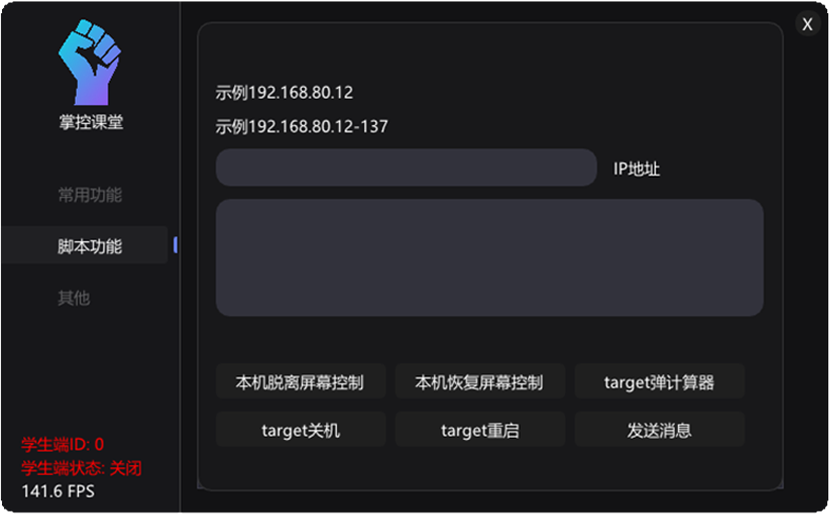 X
掌控课堂
常用功能
脚本功能
其他
学生端ID: 0
学生端状态: 关闭
141.6 FPS
示例192.168.80.12
示例192.168.80.12-137
IP地址
本机脱离屏幕控制 本机恢复屏幕控制 target弹计算器
target关机 target重启 发送消息